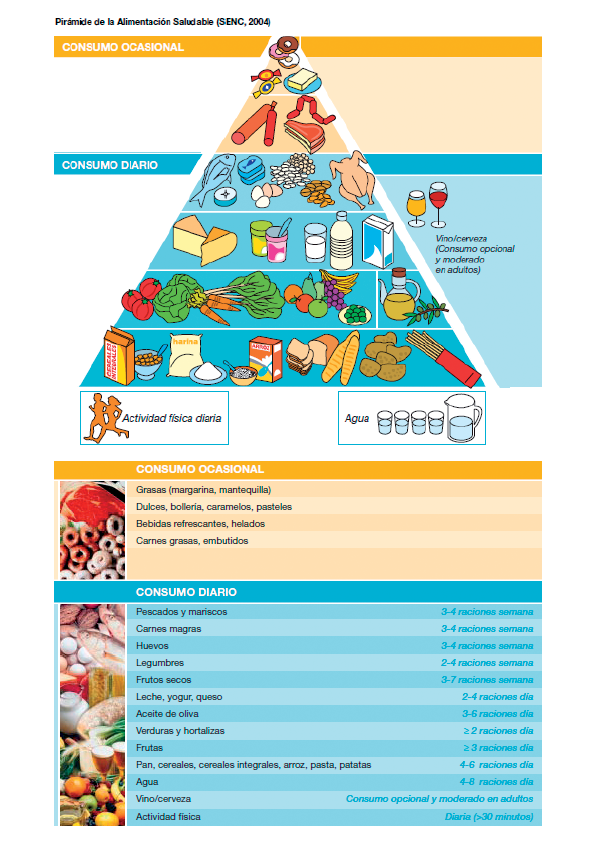 Pirámide de la Alimentación Saludable (SENC, 2004)
CONSUMO OCASIONAL
CONSUMO DIARIO
Vino/cerveza
(Consumo opcional
y moderado
en adultos)
CEREALES
INTEGRALES
harina
ARROZ
Actividad física diaria
Agua
CONSUMO OCASIONAL
Grasas (margarina, mantequilla)
Dulces, bollería, caramelos, pasteles
Bebidas refrescantes, helados
Carnes grasas, embutidos
CONSUMO DIARIO
Pescados y mariscos 3-4 raciones semana
Carnes magras 3-4 raciones semana
Huevos 3-4 raciones semana
Legumbres 2-4 raciones semana
Frutos secos 3-7 raciones semana
Leche, yogur, queso 2-4 raciones día
Aceite de oliva 3-6 raciones día
Verduras y hortalizas ≥ 2 raciones día
Frutas ≥ 3 raciones día
Pan, cereales, cereales integrales, arroz, pasta, patatas 4-6 raciones día
Agua 4-8 raciones día
Vino/cerveza Consumo opcional y moderado en adultos
Actividad física Diaria (>30 minutos)